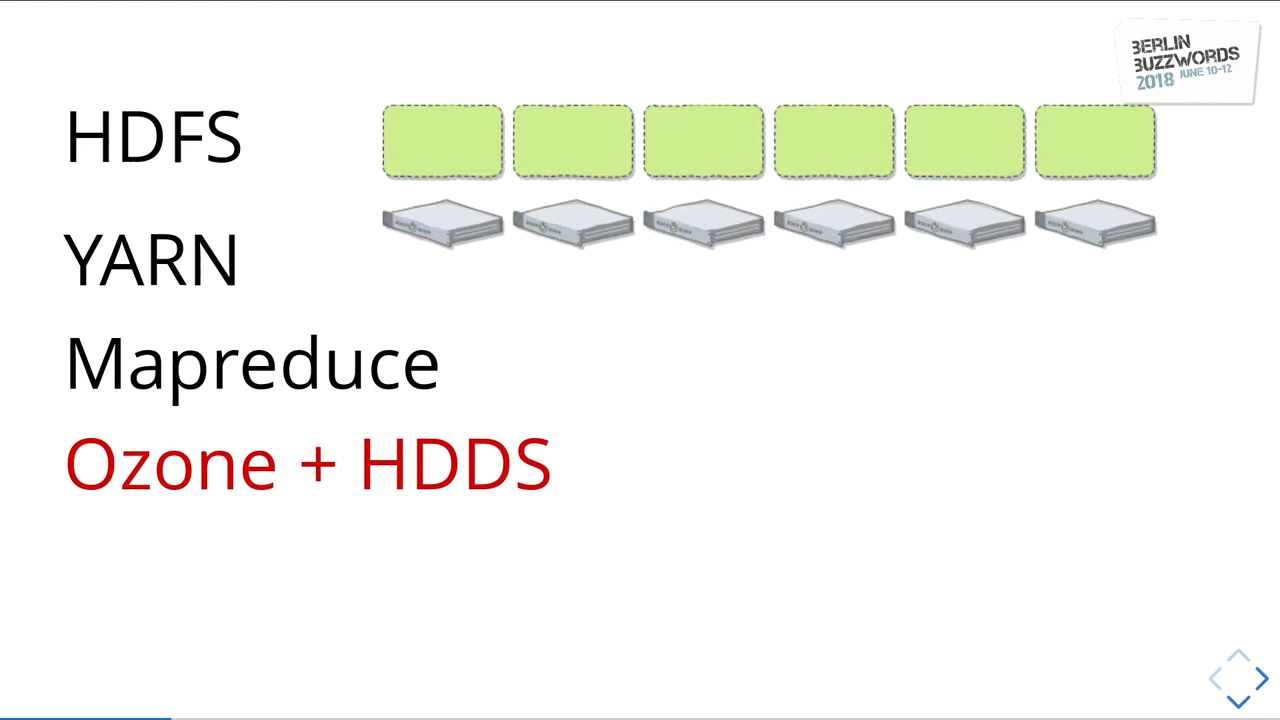 BERLIN
BUZZWORDS
2018 JUNE 10-12
HDFS
YARN
Mapreduce
Ozone + HDDS